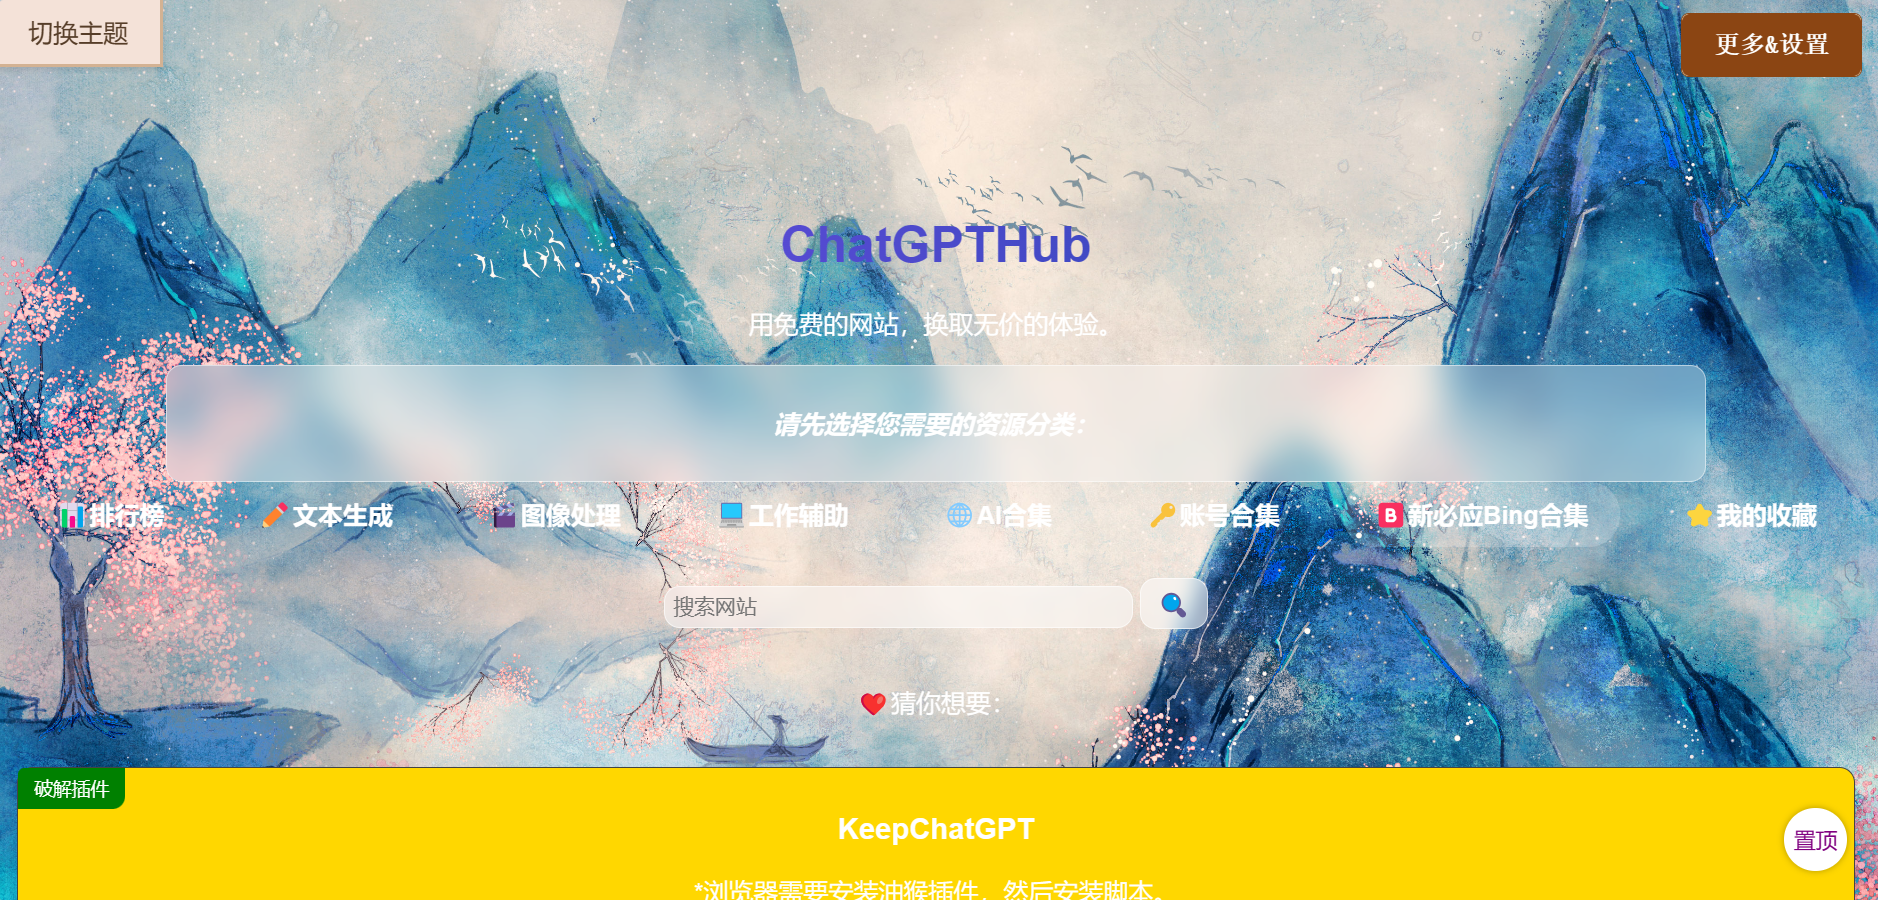 切换主题
更多&设置
ChatGPTHub
用免费的网站，换取无价的体验。
请先选择您需要的资源分类：
📊排行榜 ✏️文本生成 🎬图像处理 💻工作辅助 🌐AI合集 🔑账号合集 🅱️新必应Bing合集 ⭐我的收藏
搜索网站 🔍
❤️猜你想要：
破解插件
KeepChatGPT
置顶
*浏览器需要安装油猴插件，然后安装脚本。